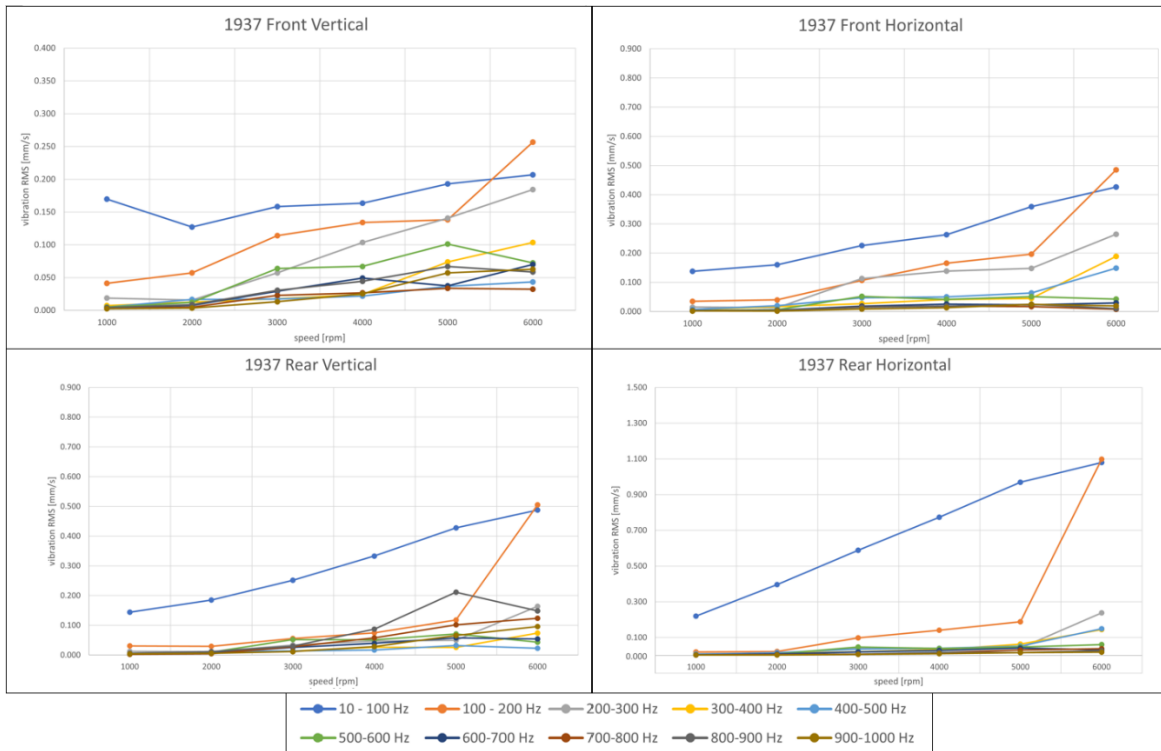 1937 Front Vertical
0.400
0.350
0.300
0.250
0.200
0.150
0.100
0.050
0.000
vibration RMS [mm/s]
1000 2000 3000 4000 5000 6000
speed [rpm]
1937 Front Horizontal
0.900
0.800
0.700
0.600
0.500
0.400
0.300
0.200
0.100
0.000
vibration RMS [mm/s]
1000 2000 3000 4000 5000 6000
speed [rpm]
1937 Rear Vertical
0.900
0.800
0.700
0.600
0.500
0.400
0.300
0.200
0.100
0.000
vibration RMS [mm/s]
1000 2000 3000 4000 5000 6000
speed [rpm]
1937 Rear Horizontal
1.500
1.300
1.100
0.900
0.700
0.500
0.300
0.100
0.000
vibration RMS [mm/s]
1000 2000 3000 4000 5000 6000
speed [rpm]
10 - 100 Hz 100 - 200 Hz 200-300 Hz 300-400 Hz 400-500 Hz
500-600 Hz 600-700 Hz 700-800 Hz 800-900 Hz 900-1000 Hz